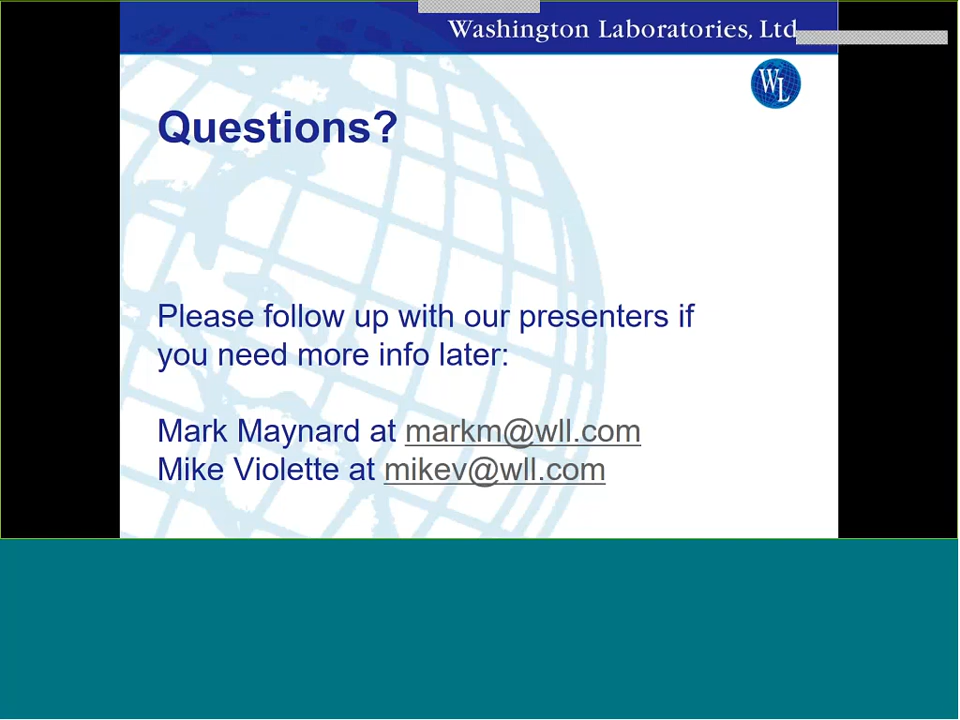 Washington Laboratories, Ltd
WL
Questions?
Please follow up with our presenters if
you need more info later:
Mark Maynard at markm@wll.com
Mike Violette at mikev@wll.com